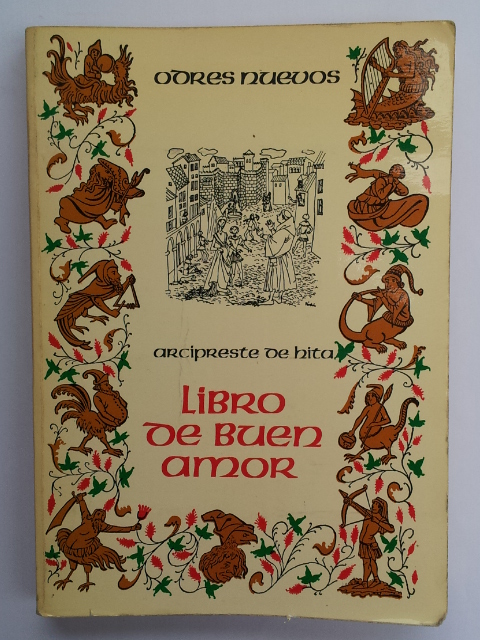 ODRES NUEVOS
ARCIPRESTE DE HITA
LIBRO
DE BUEN
AMOR